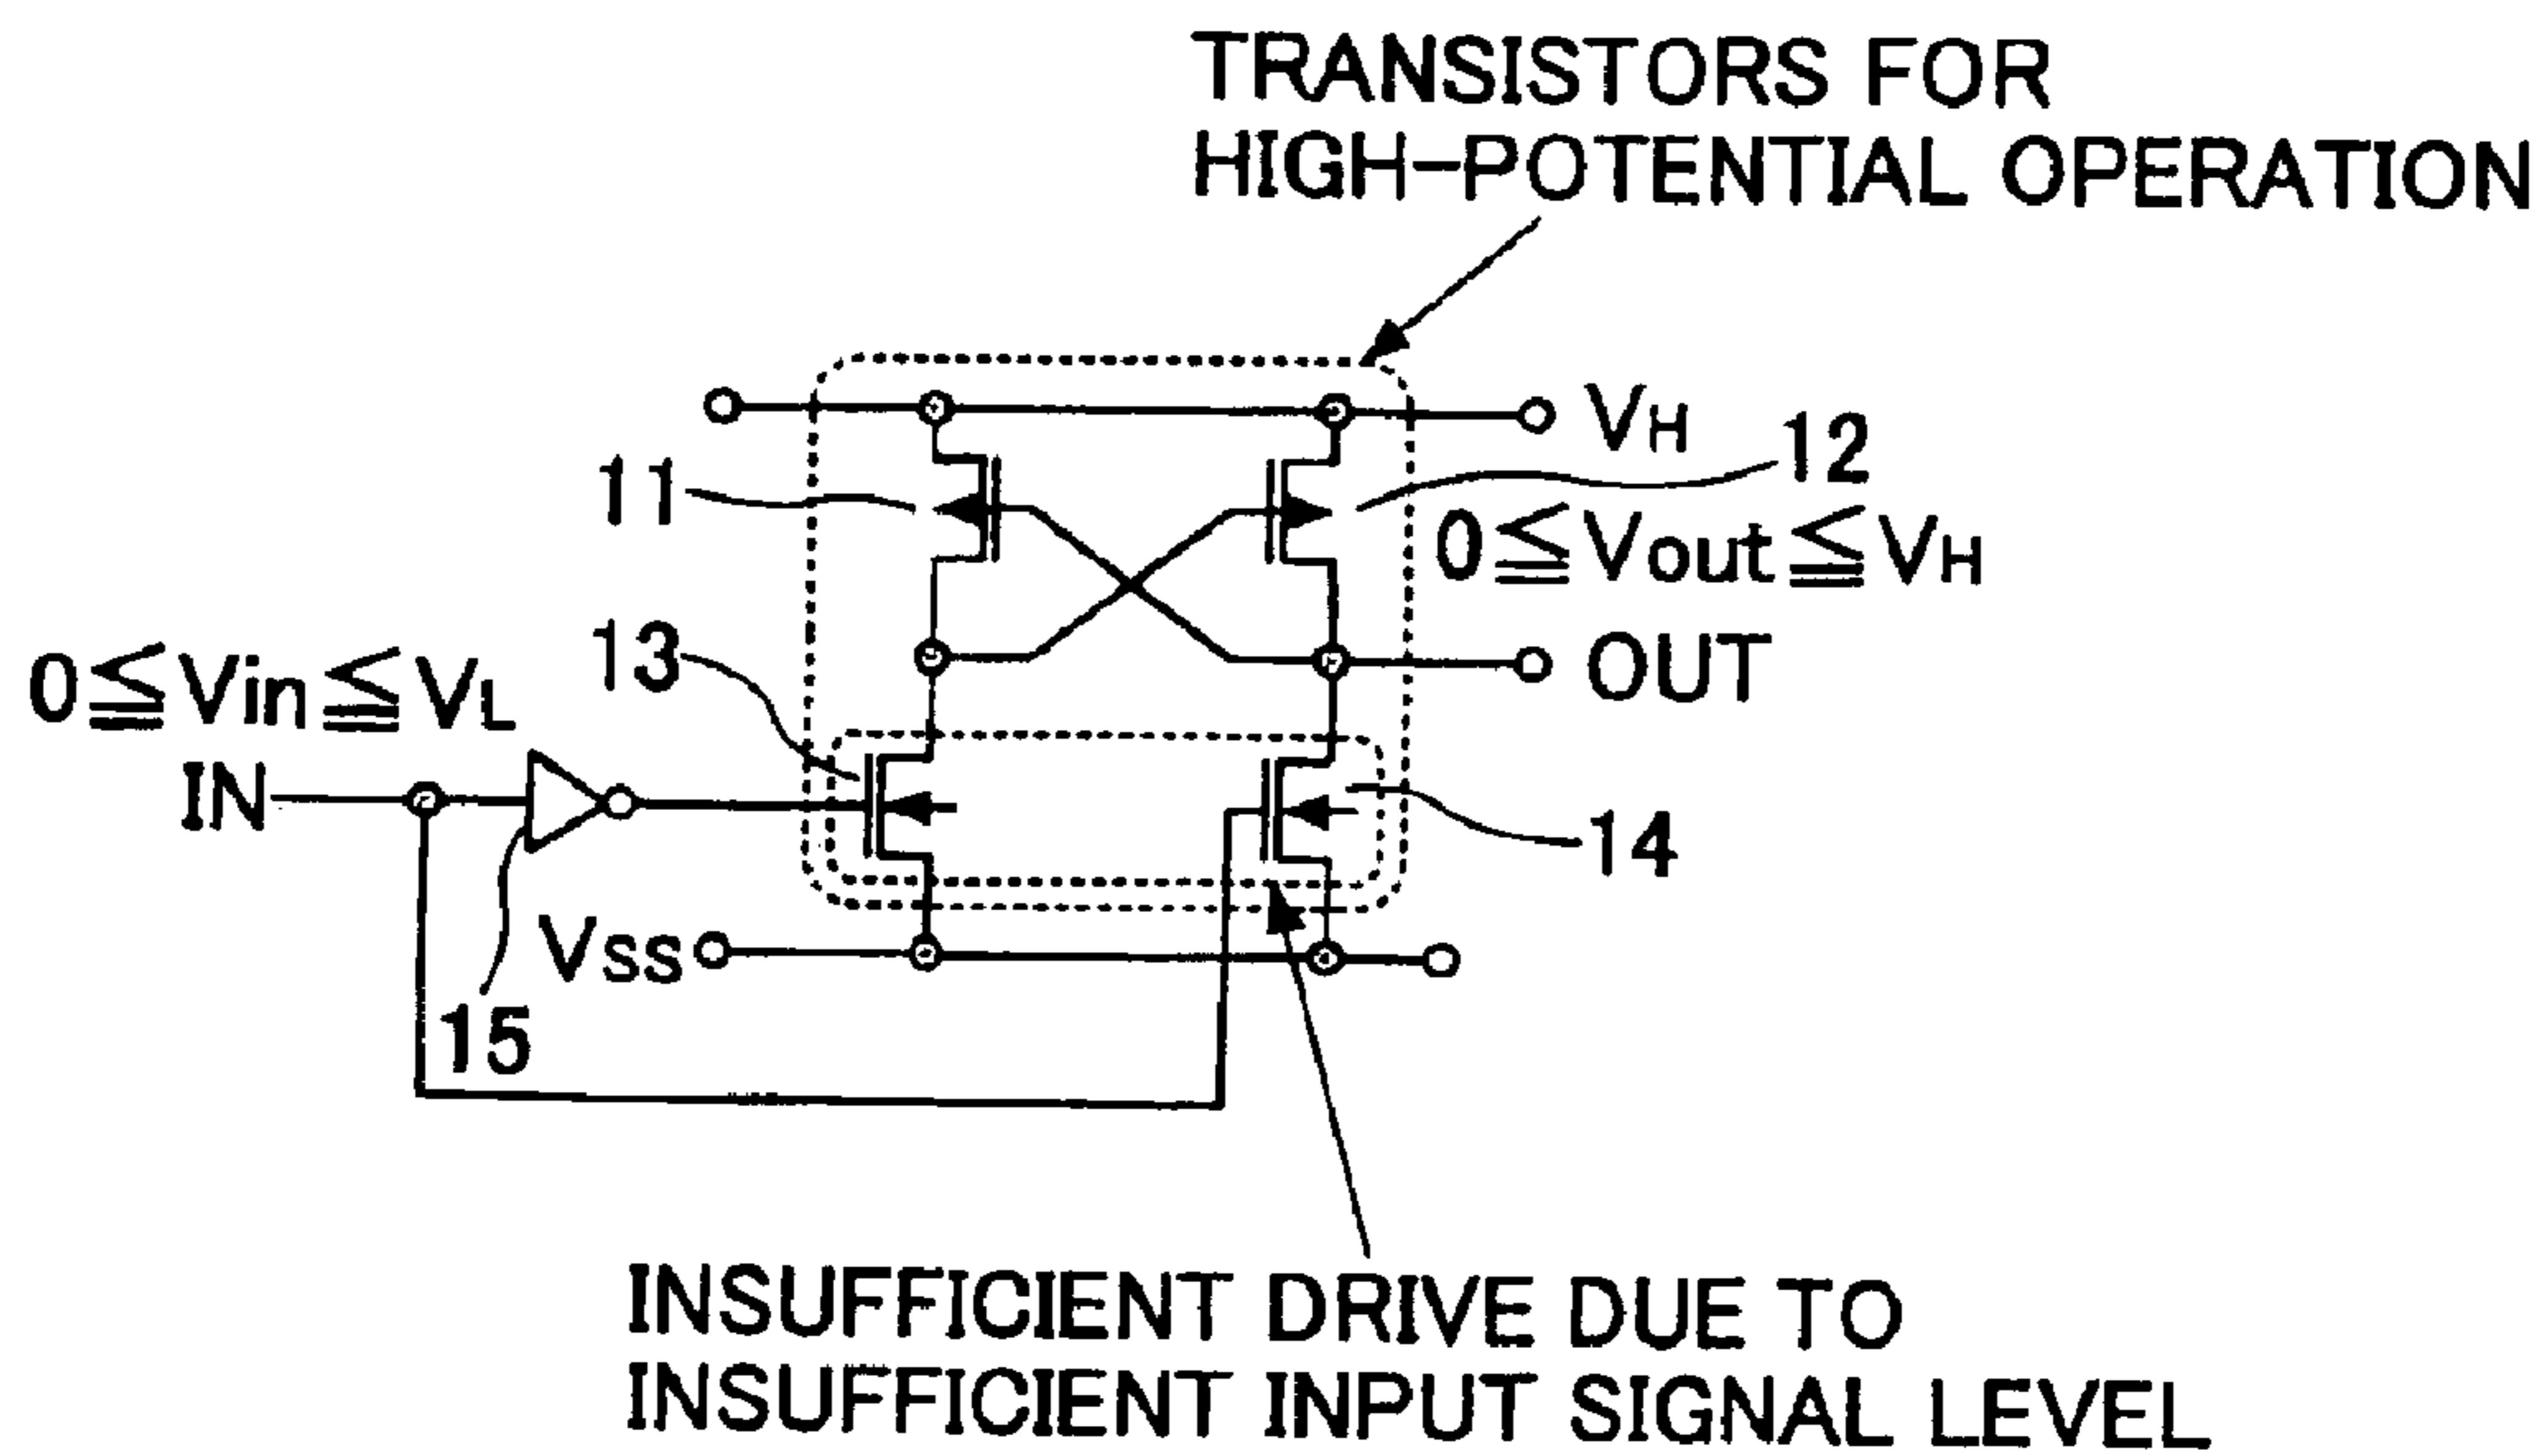 TRANSISTORS FOR
HIGH-POTENTIAL OPERATION
VH
11
12
0≦Vout≦VH
13
0≦Vin≦VL
OUT
IN
14
VSS
15
INSUFFICIENT DRIVE DUE TO
INSUFFICIENT INPUT SIGNAL LEVEL